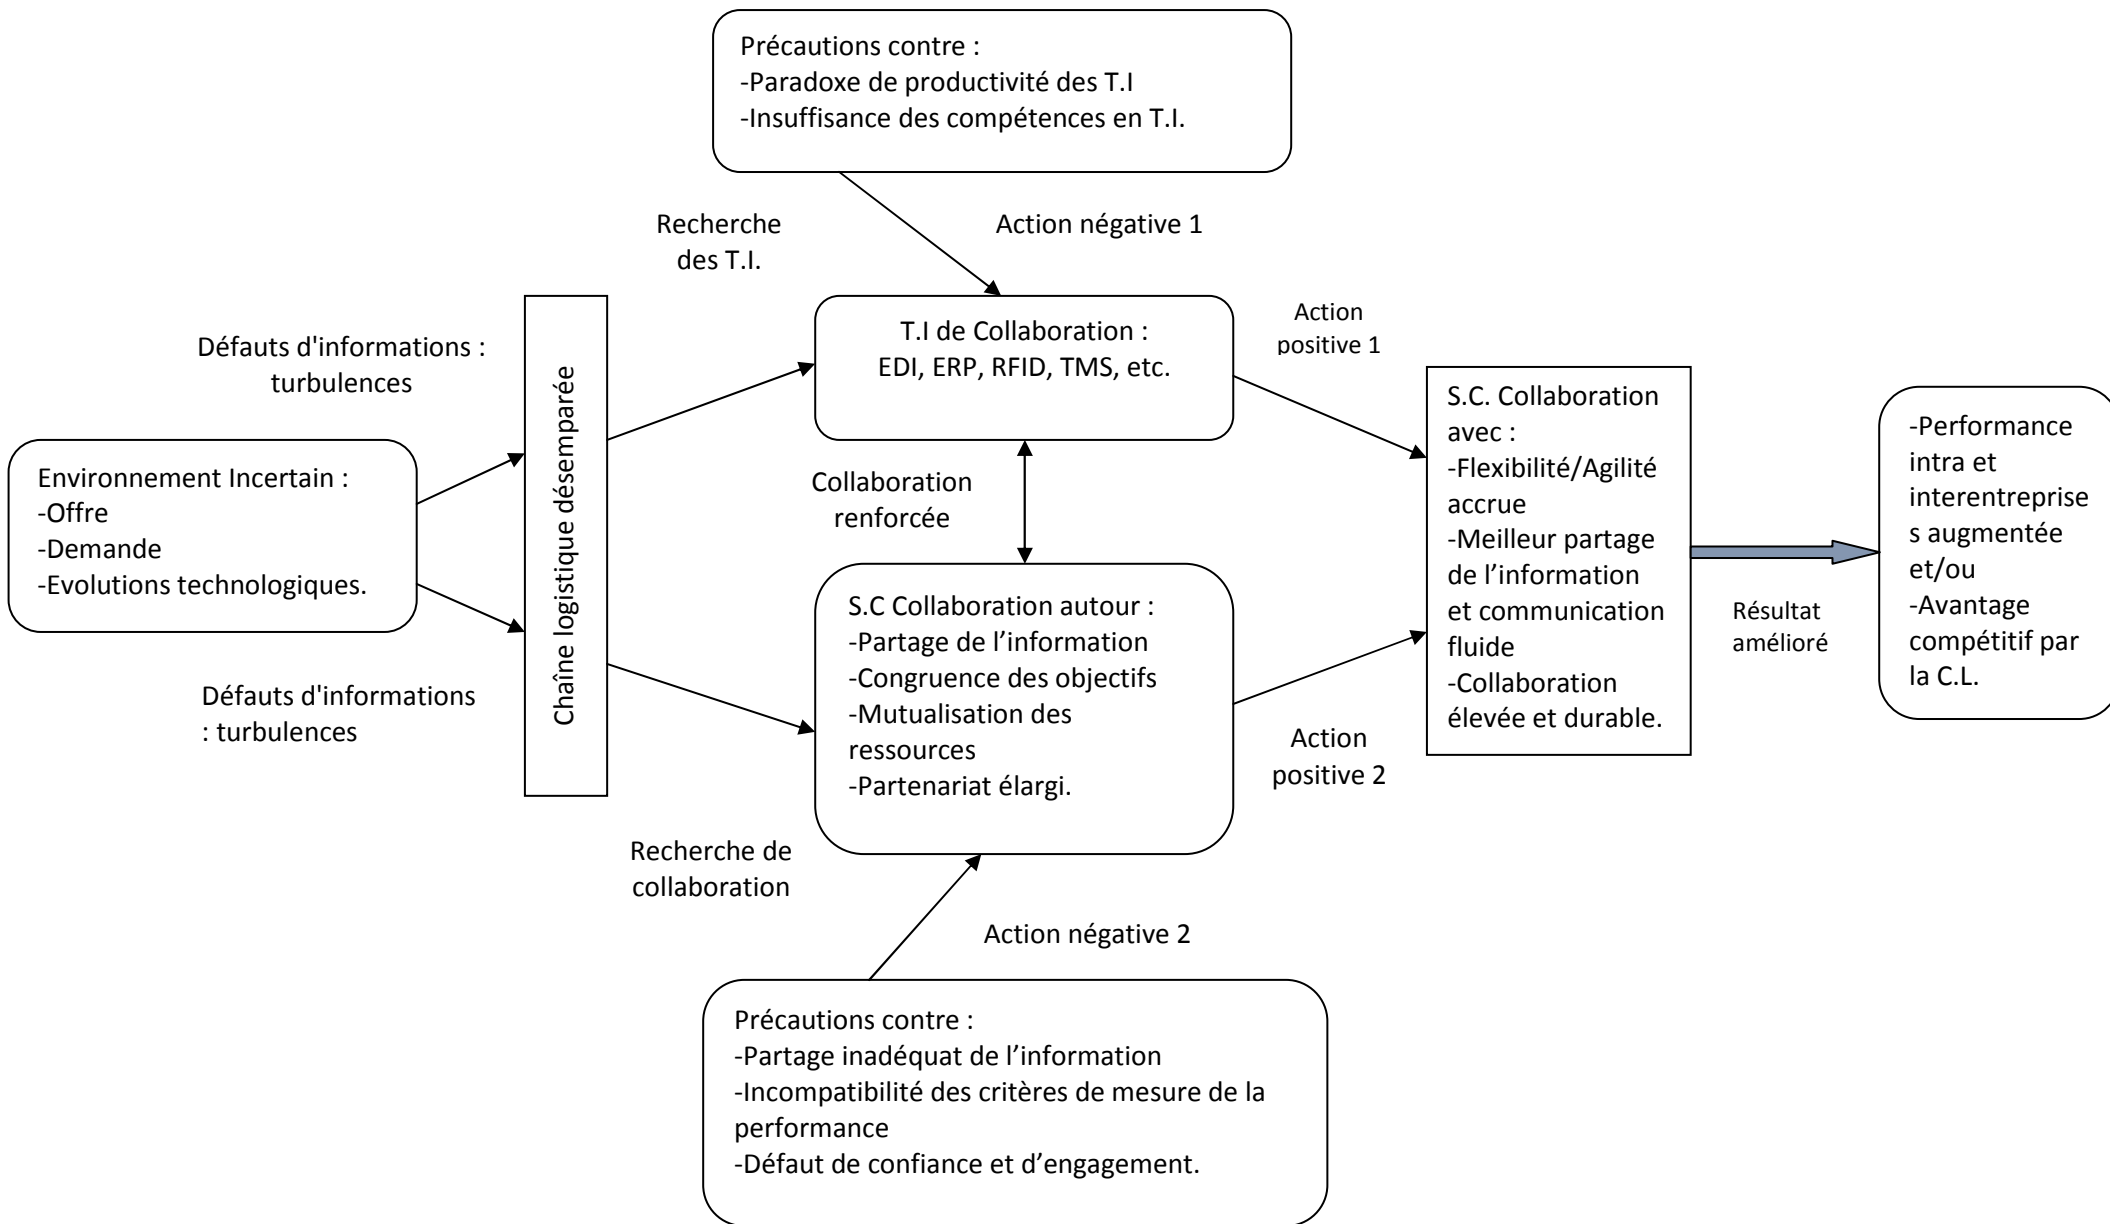 Précautions contre :
-Paradoxe de productivité des T.I
-Insuffisance des compétences en T.I.
Recherche
des T.I.
Action négative 1
Défauts d'informations :
turbulences
Environnement Incertain :
-Offre
-Demande
-Evolutions technologiques.
Défauts d'informations
: turbulences
Chaîne logistique désemparée
T.I de Collaboration :
EDI, ERP, RFID, TMS, etc.
Collaboration
renforcée
S.C Collaboration autour :
-Partage de l’information
-Congruence des objectifs
-Mutualisation des
ressources
-Partenariat élargi.
Recherche de
collaboration
Action négative 2
Précautions contre :
-Partage inadéquat de l’information
-Incompatibilité des critères de mesure de la
performance
-Défaut de confiance et d’engagement.
Action
positive 1
Action
positive 2
S.C. Collaboration
avec :
-Flexibilité/Agilité
accrue
-Meilleur partage
de l’information
et communication
fluide
-Collaboration
élevée et durable.
Résultat
amélioré
-Performance
intra et
interentreprise
s augmentée
et/ou
-Avantage
compétitif par
la C.L.